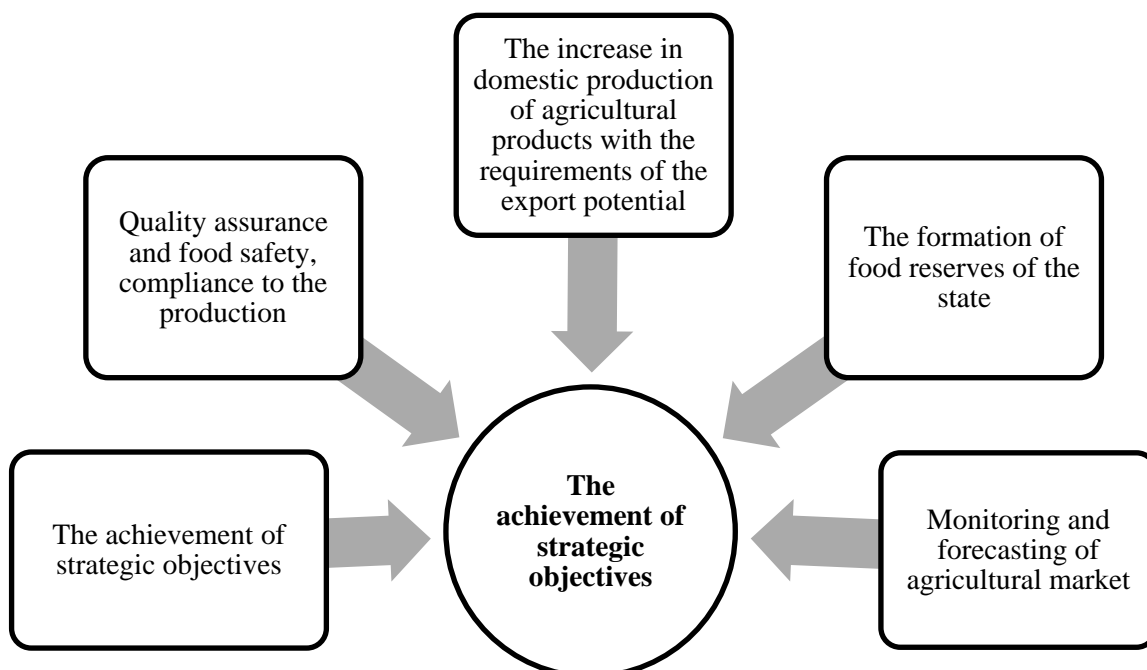 The increase in
domestic production
of agricultural
products with the
requirements of the
export potential
Quality assurance
and food safety,
compliance to the
production
The formation of
food reserves of the
state
The achievement of
strategic objectives
The
achievement of
strategic
objectives
Monitoring and
forecasting of
agricultural market